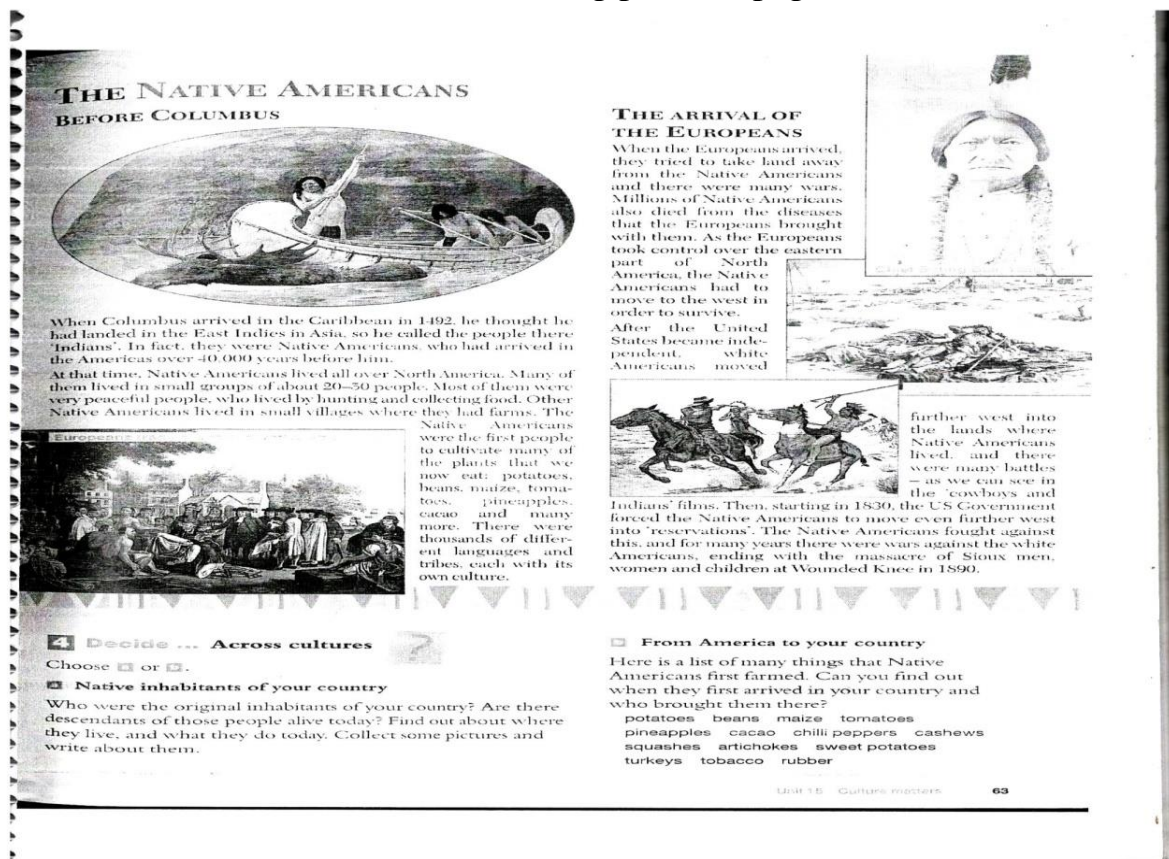 THE NATIVE AMERICANS
BEFORE COLUMBUS
When Columbus arrived in the Caribbean in 1492, he thought he
had landed in the East Indies in Asia, so he called the people there
'Indians'. In fact, they were Native Americans, who had arrived in
the Americas over 40,000 years before him.
At that time, Native Americans lived all over North America. Many of
them lived in small groups of about 20–30 people. Most of them were
very peaceful people, who lived by hunting and collecting food. Other
Native Americans lived in small villages where they had farms. The
Native Americans
were the first people
to cultivate many of
the plants that we
now eat: potatoes,
beans, maize, toma-
toes, pineapples,
cacao and many
more. There were
thousands of differ-
ent languages and
tribes, each with its
own culture.
Europeans
THE ARRIVAL OF
THE EUROPEANS
When the Europeans arrived,
they tried to take land away
from the Native Americans
and there were many wars.
Millions of Native Americans
also died from the diseases
that the Europeans brought
with them. As the Europeans
took control over the eastern
part of North
America, the Native
Americans had to
move to the west in
order to survive.
After the United
States became inde-
pendent, white
Americans moved
further west into
the lands where
Native Americans
lived, and there
were many battles
– as we can see in
the 'cowboys and
Indians' films. Then, starting in 1830, the US Government
forced the Native Americans to move even further west
into 'reservations'. The Native Americans fought against
this, and for many years there were wars against the white
Americans, ending with the massacre of Sioux men,
women and children at Wounded Knee in 1890.
4 Decide ... Across cultures
?
Choose or .
Native inhabitants of your country
Who were the original inhabitants of your country? Are there
descendants of those people alive today? Find out about where
they live, and what they do today. Collect some pictures and
write about them.
From America to your country
Here is a list of many things that Native
Americans first farmed. Can you find out
when they first arrived in your country and
who brought them there?
potatoes beans maize tomatoes
pineapples cacao chilli peppers cashews
squashes artichokes sweet potatoes
turkeys tobacco rubber
Unit 15 Culture matters 63